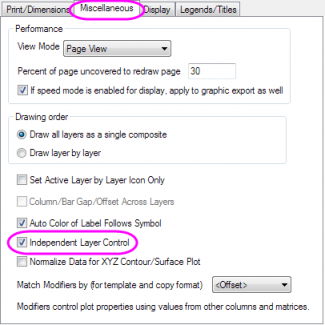 Print/Dimensions Miscellaneous Display Legends/Titles
Perfomance
View Mode Page View
Percent of page uncovered to redraw page 30
If speed mode is enabled for display, apply to graphic export as well
Drawing order
Draw all layers as a single composite
Draw layer by layer
Set Active Layer by Layer Icon Only
Column/Bar Gap/Offset Across Layers
Auto Color of Label Follows Symbol
Independent Layer Control
Normalize Data for XYZ Contour/Surface Plot
Match Modifiers by (for template and copy format) <Offset>
Modifiers control plot properties using values from other columns and matrices.